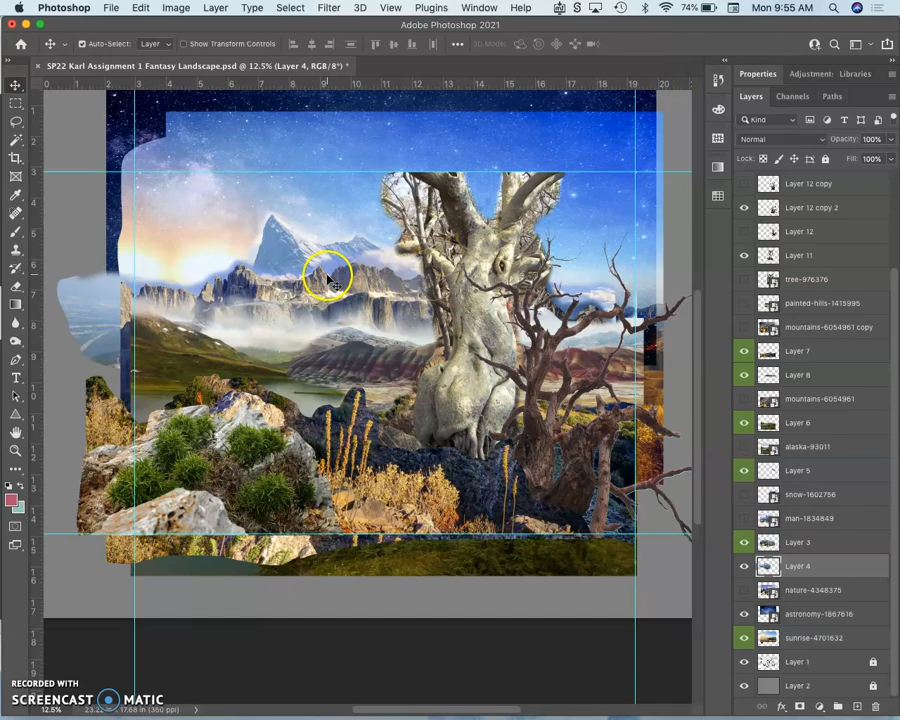 Photoshop File Edit Image Layer Type Select Filter 3D View Plugins Window Help 74% Mon 9:55 AM
Adobe Photoshop 2021
Auto-Select: Layer Show Transform Controls 3D Mode:
SP22 Karl Assignment 1 Fantasy Landscape.psd @ 12.5% (Layer 4, RGB/8*) *
Properties Adjustments Libraries
Layers Channels Paths
Kind
Normal Opacity: 100%
Lock: Fill: 100%
Layer 12 copy
Layer 12 copy 2
Layer 12
Layer 11
tree-976376
painted-hills-1415995
mountains-6054961 copy
Layer 7
Layer 8
mountains-6054961
Layer 6
alaska-93011
Layer 5
snow-1602756
man-1834849
Layer 3
Layer 4
nature-4348375
astronomy-1867616
sunrise-4701632
Layer 1
Layer 2
RECORDED WITH
SCREENCAST MATIC
12.5%